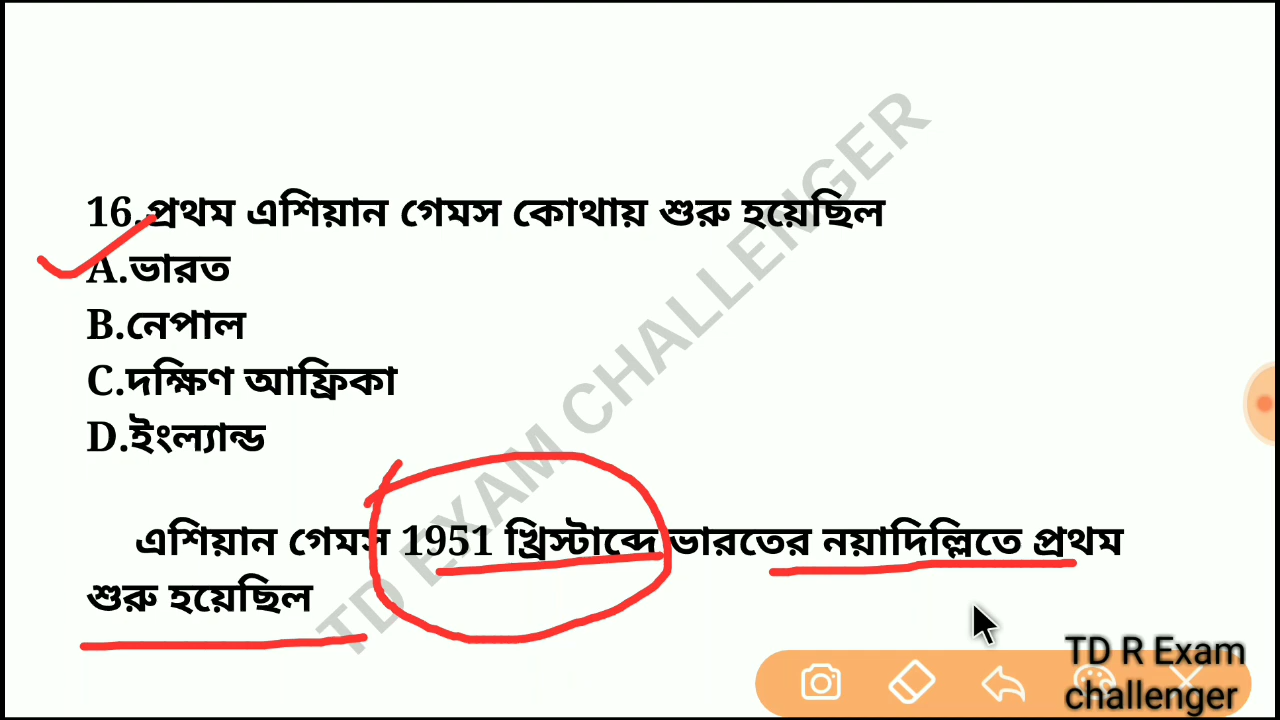 16.প্রথম এশিয়ান গেমস কোথায় শুরু হয়েছিল
A.ভারত
B.নেপাল
C.দক্ষিণ আফ্রিকা
D.ইংল্যান্ড
এশিয়ান গেমস 1951 খ্রিস্টাব্দে ভারতের নয়াদিল্লিতে প্রথম
শুরু হয়েছিল
TD EXAM CHALLENGER
TD R Exam
challenger